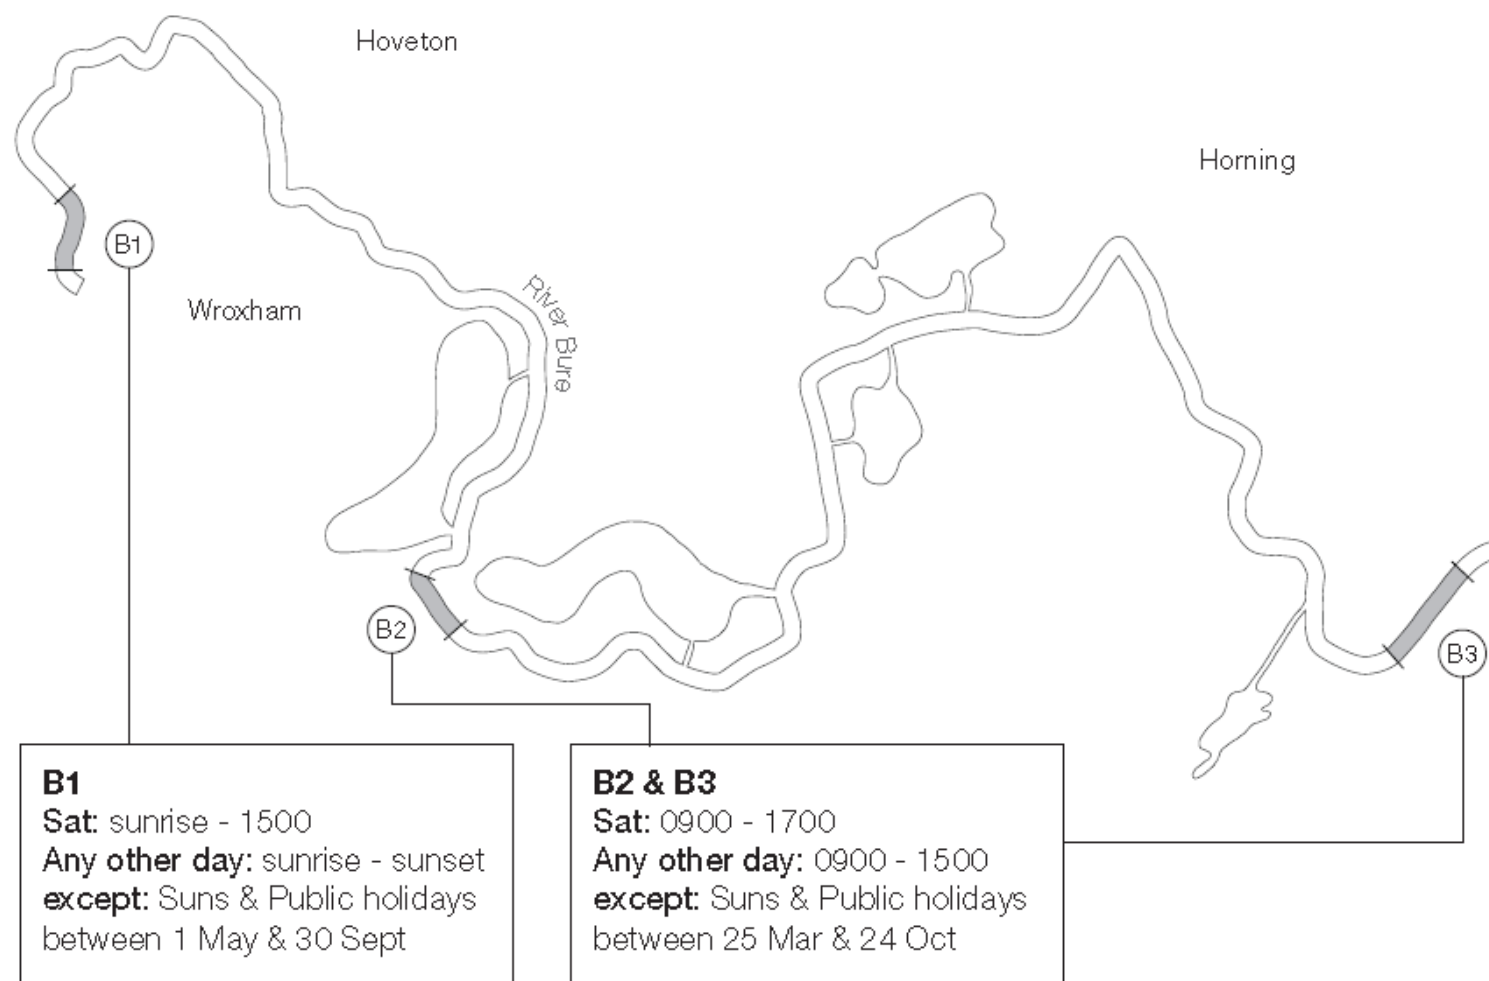 Hoveton
Horning
B1
Wroxham
River Bure
B2
B3
B1
Sat: sunrise - 1500
Any other day: sunrise - sunset
except: Suns & Public holidays
between 1 May & 30 Sept
B2 & B3
Sat: 0900 - 1700
Any other day: 0900 - 1500
except: Suns & Public holidays
between 25 Mar & 24 Oct